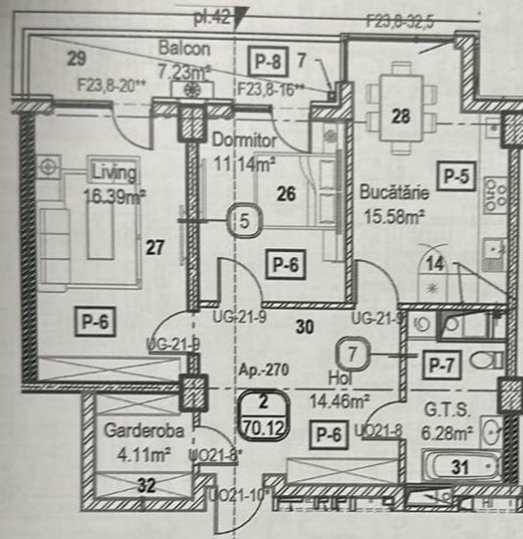 pl.42
F23,8-32,5
29
Balcon
7.23m²
P-8
7
F23,8-20**
F23,8-16**
Dormitor
11.14m²
28
Living
16.39m²
26
Bucătărie
15.58m²
P-5
27
5
P-6
14
P-6
UG-21-9
30
UG-21-9
UG-21-9
7
P-7
Ap.-270
Hol
14.46m²
2
70.12
G.T.S.
6.28m²
Garderoba
4.11m²
P-6
UO21-8
UO21-8*
32
31
UO21-10*